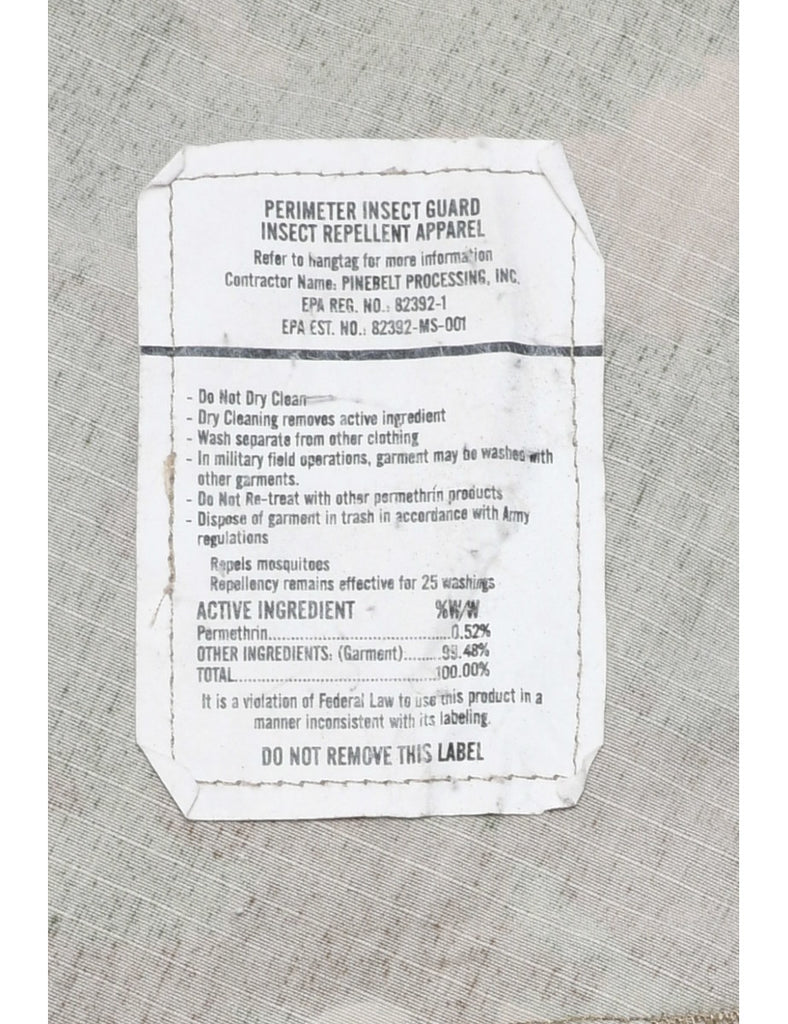 PERIMETER INSECT GUARD
INSECT REPELLENT APPAREL
Refer to hangtag for more information
Contractor Name: PINEBELT PROCESSING, INC.
EPA REG. NO.: 82392-1
EPA EST. NO.: 82392-MS-001
- Do Not Dry Clean
- Dry Cleaning removes active ingredient
- Wash separate from other clothing
- In military field operations, garment may be washed with
other garments.
- Do Not Re-treat with other permethrin products
- Dispose of garment in trash in accordance with Army
regulations
Repels mosquitoes
Repellency remains effective for 25 washings
ACTIVE INGREDIENT %W/W
Permethrin..............................0.52%
OTHER INGREDIENTS: (Garment)........99.48%
TOTAL...................................100.00%
It is a violation of Federal Law to use this product in a
manner inconsistent with its labeling.
DO NOT REMOVE THIS LABEL